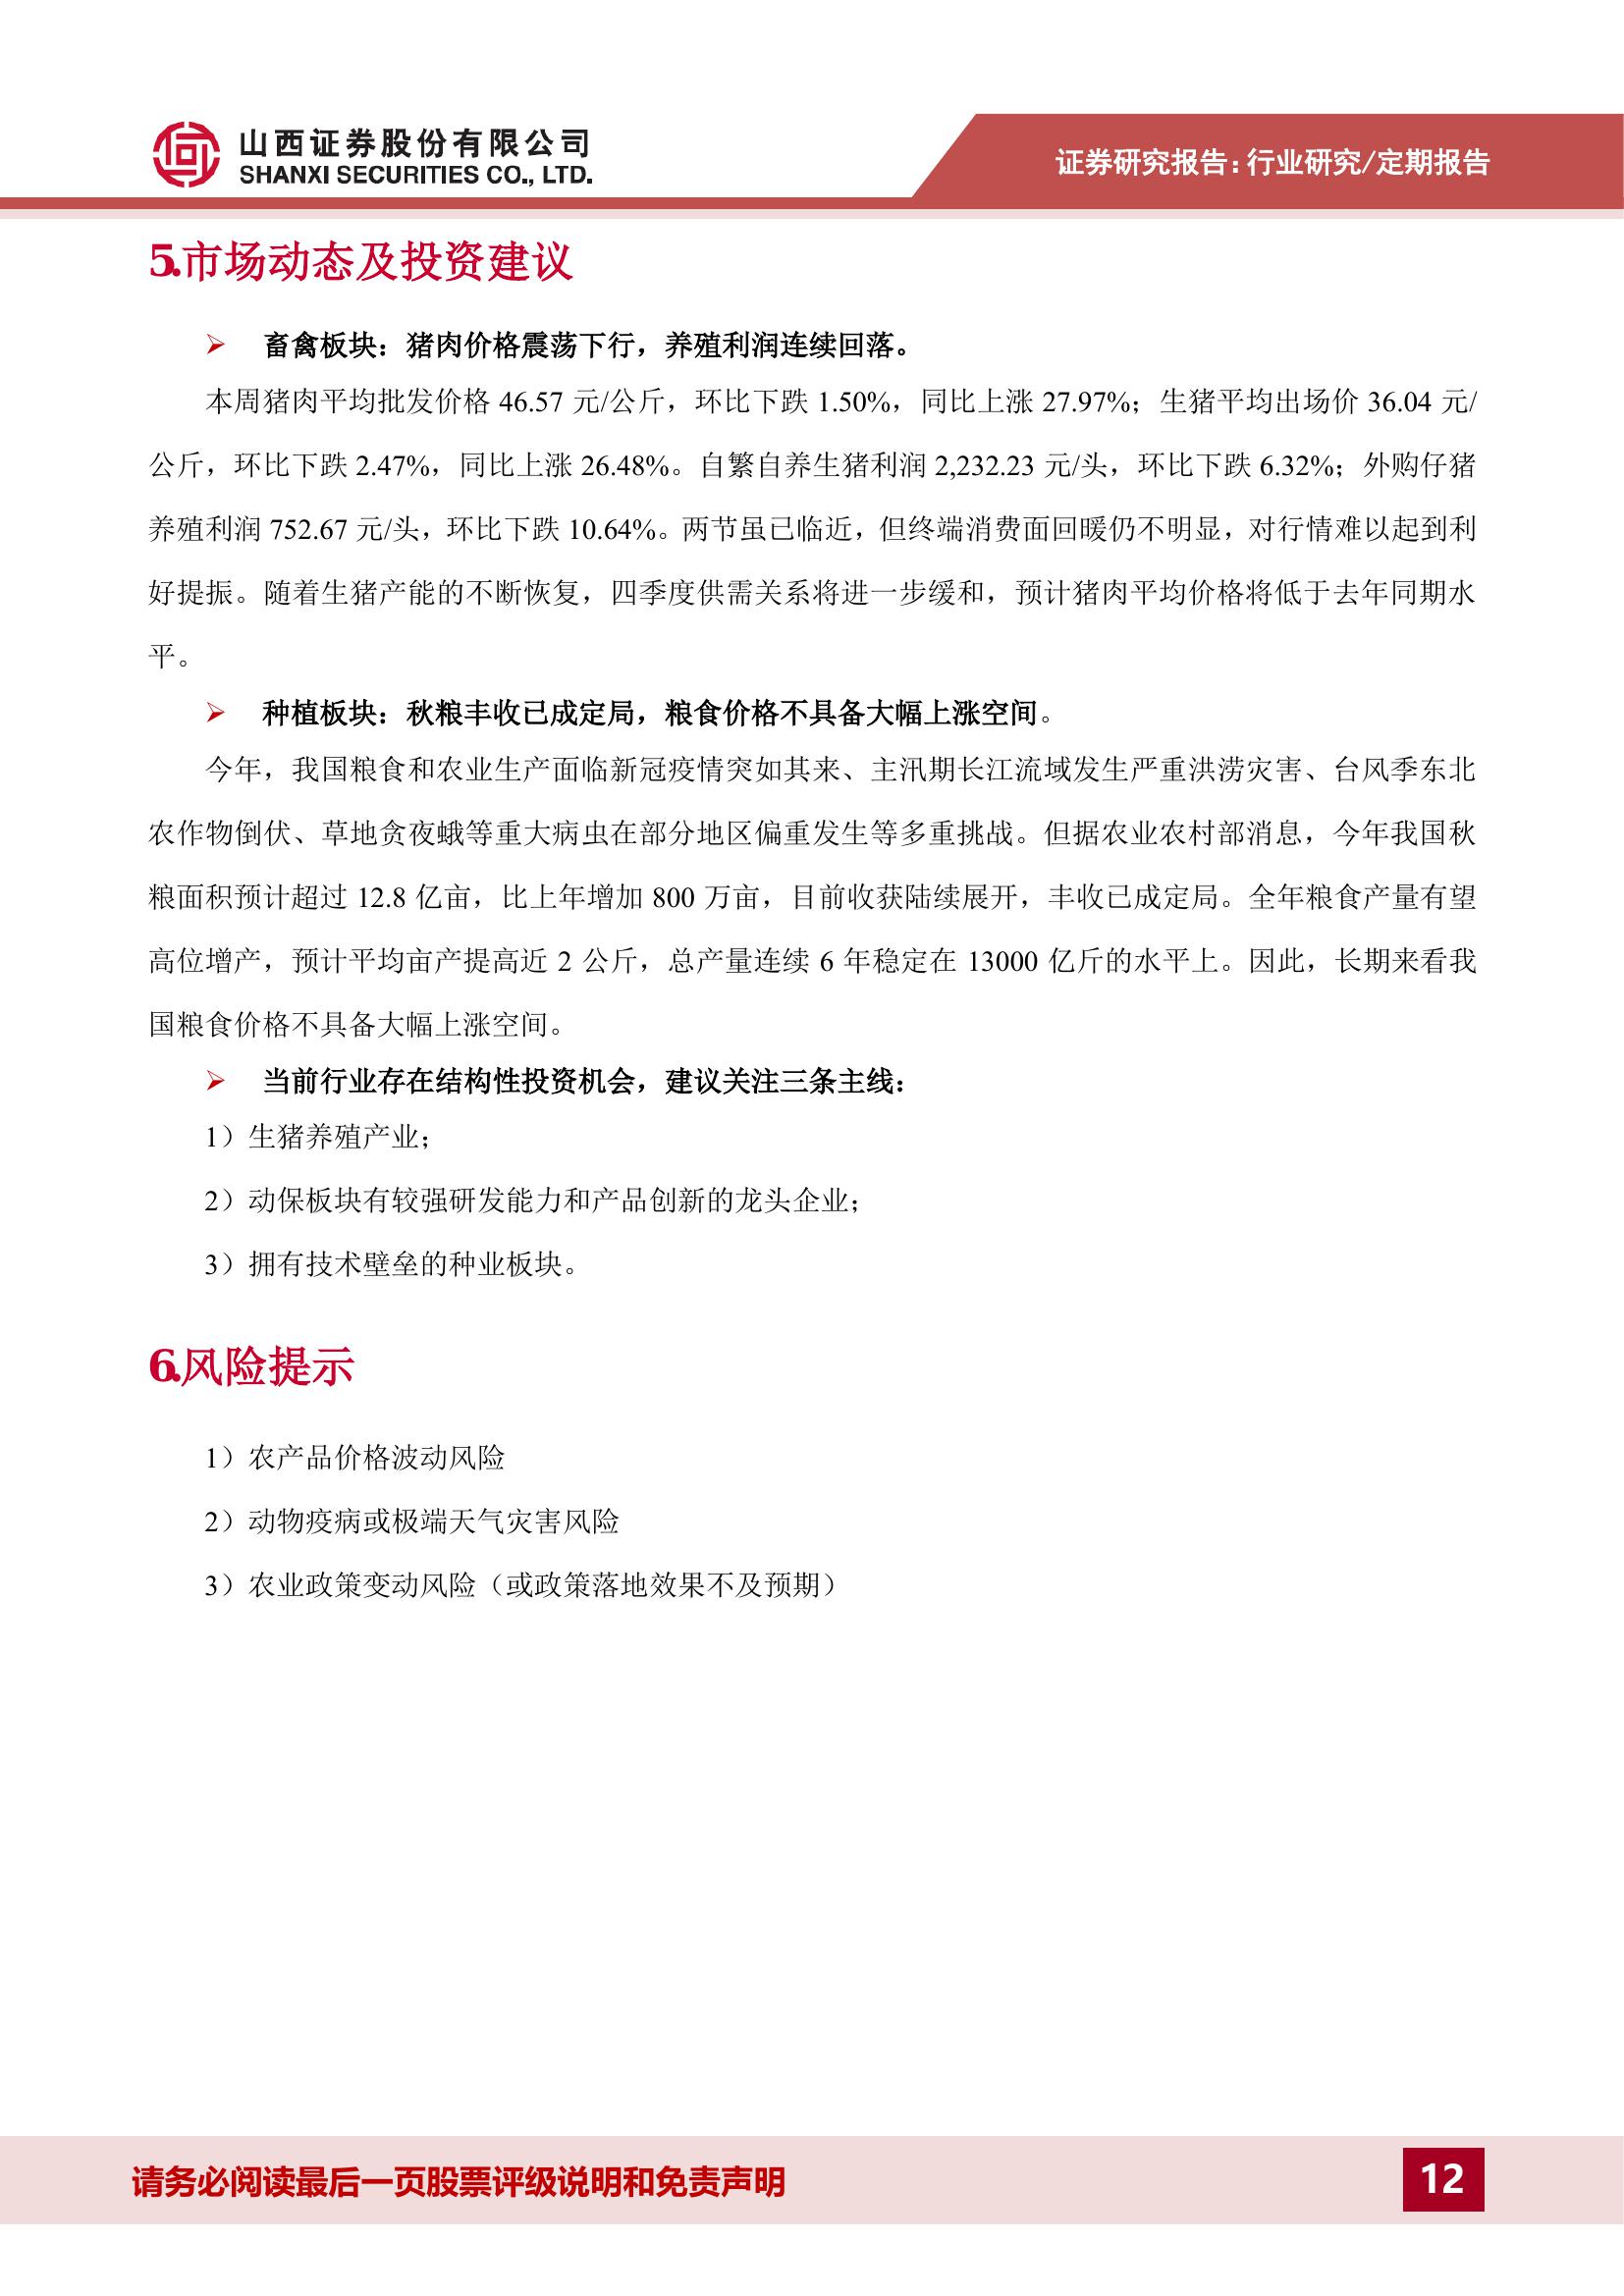 山西证券股份有限公司
SHANXI SECURITIES CO., LTD.
证券研究报告：行业研究/定期报告
5.市场动态及投资建议
➢ 畜禽板块：猪肉价格震荡下行，养殖利润连续回落。
本周猪肉平均批发价格 46.57 元/公斤，环比下跌 1.50%，同比上涨 27.97%；生猪平均出场价 36.04 元/
公斤，环比下跌 2.47%，同比上涨 26.48%。自繁自养生猪利润 2,232.23 元/头，环比下跌 6.32%；外购仔猪
养殖利润 752.67 元/头，环比下跌 10.64%。两节虽已临近，但终端消费面回暖仍不明显，对行情难以起到利
好提振。随着生猪产能的不断恢复，四季度供需关系将进一步缓和，预计猪肉平均价格将低于去年同期水
平。
➢ 种植板块：秋粮丰收已成定局，粮食价格不具备大幅上涨空间。
今年，我国粮食和农业生产面临新冠疫情突如其来、主汛期长江流域发生严重洪涝灾害、台风季东北
农作物倒伏、草地贪夜蛾等重大病虫在部分地区偏重发生等多重挑战。但据农业农村部消息，今年我国秋
粮面积预计超过 12.8 亿亩，比上年增加 800 万亩，目前收获陆续展开，丰收已成定局。全年粮食产量有望
高位增产，预计平均亩产提高近 2 公斤，总产量连续 6 年稳定在 13000 亿斤的水平上。因此，长期来看我
国粮食价格不具备大幅上涨空间。
➢ 当前行业存在结构性投资机会，建议关注三条主线：
1）生猪养殖产业；
2）动保板块有较强研发能力和产品创新的龙头企业；
3）拥有技术壁垒的种业板块。
6.风险提示
1）农产品价格波动风险
2）动物疫病或极端天气灾害风险
3）农业政策变动风险（或政策落地效果不及预期）
请务必阅读最后一页股票评级说明和免责声明
12